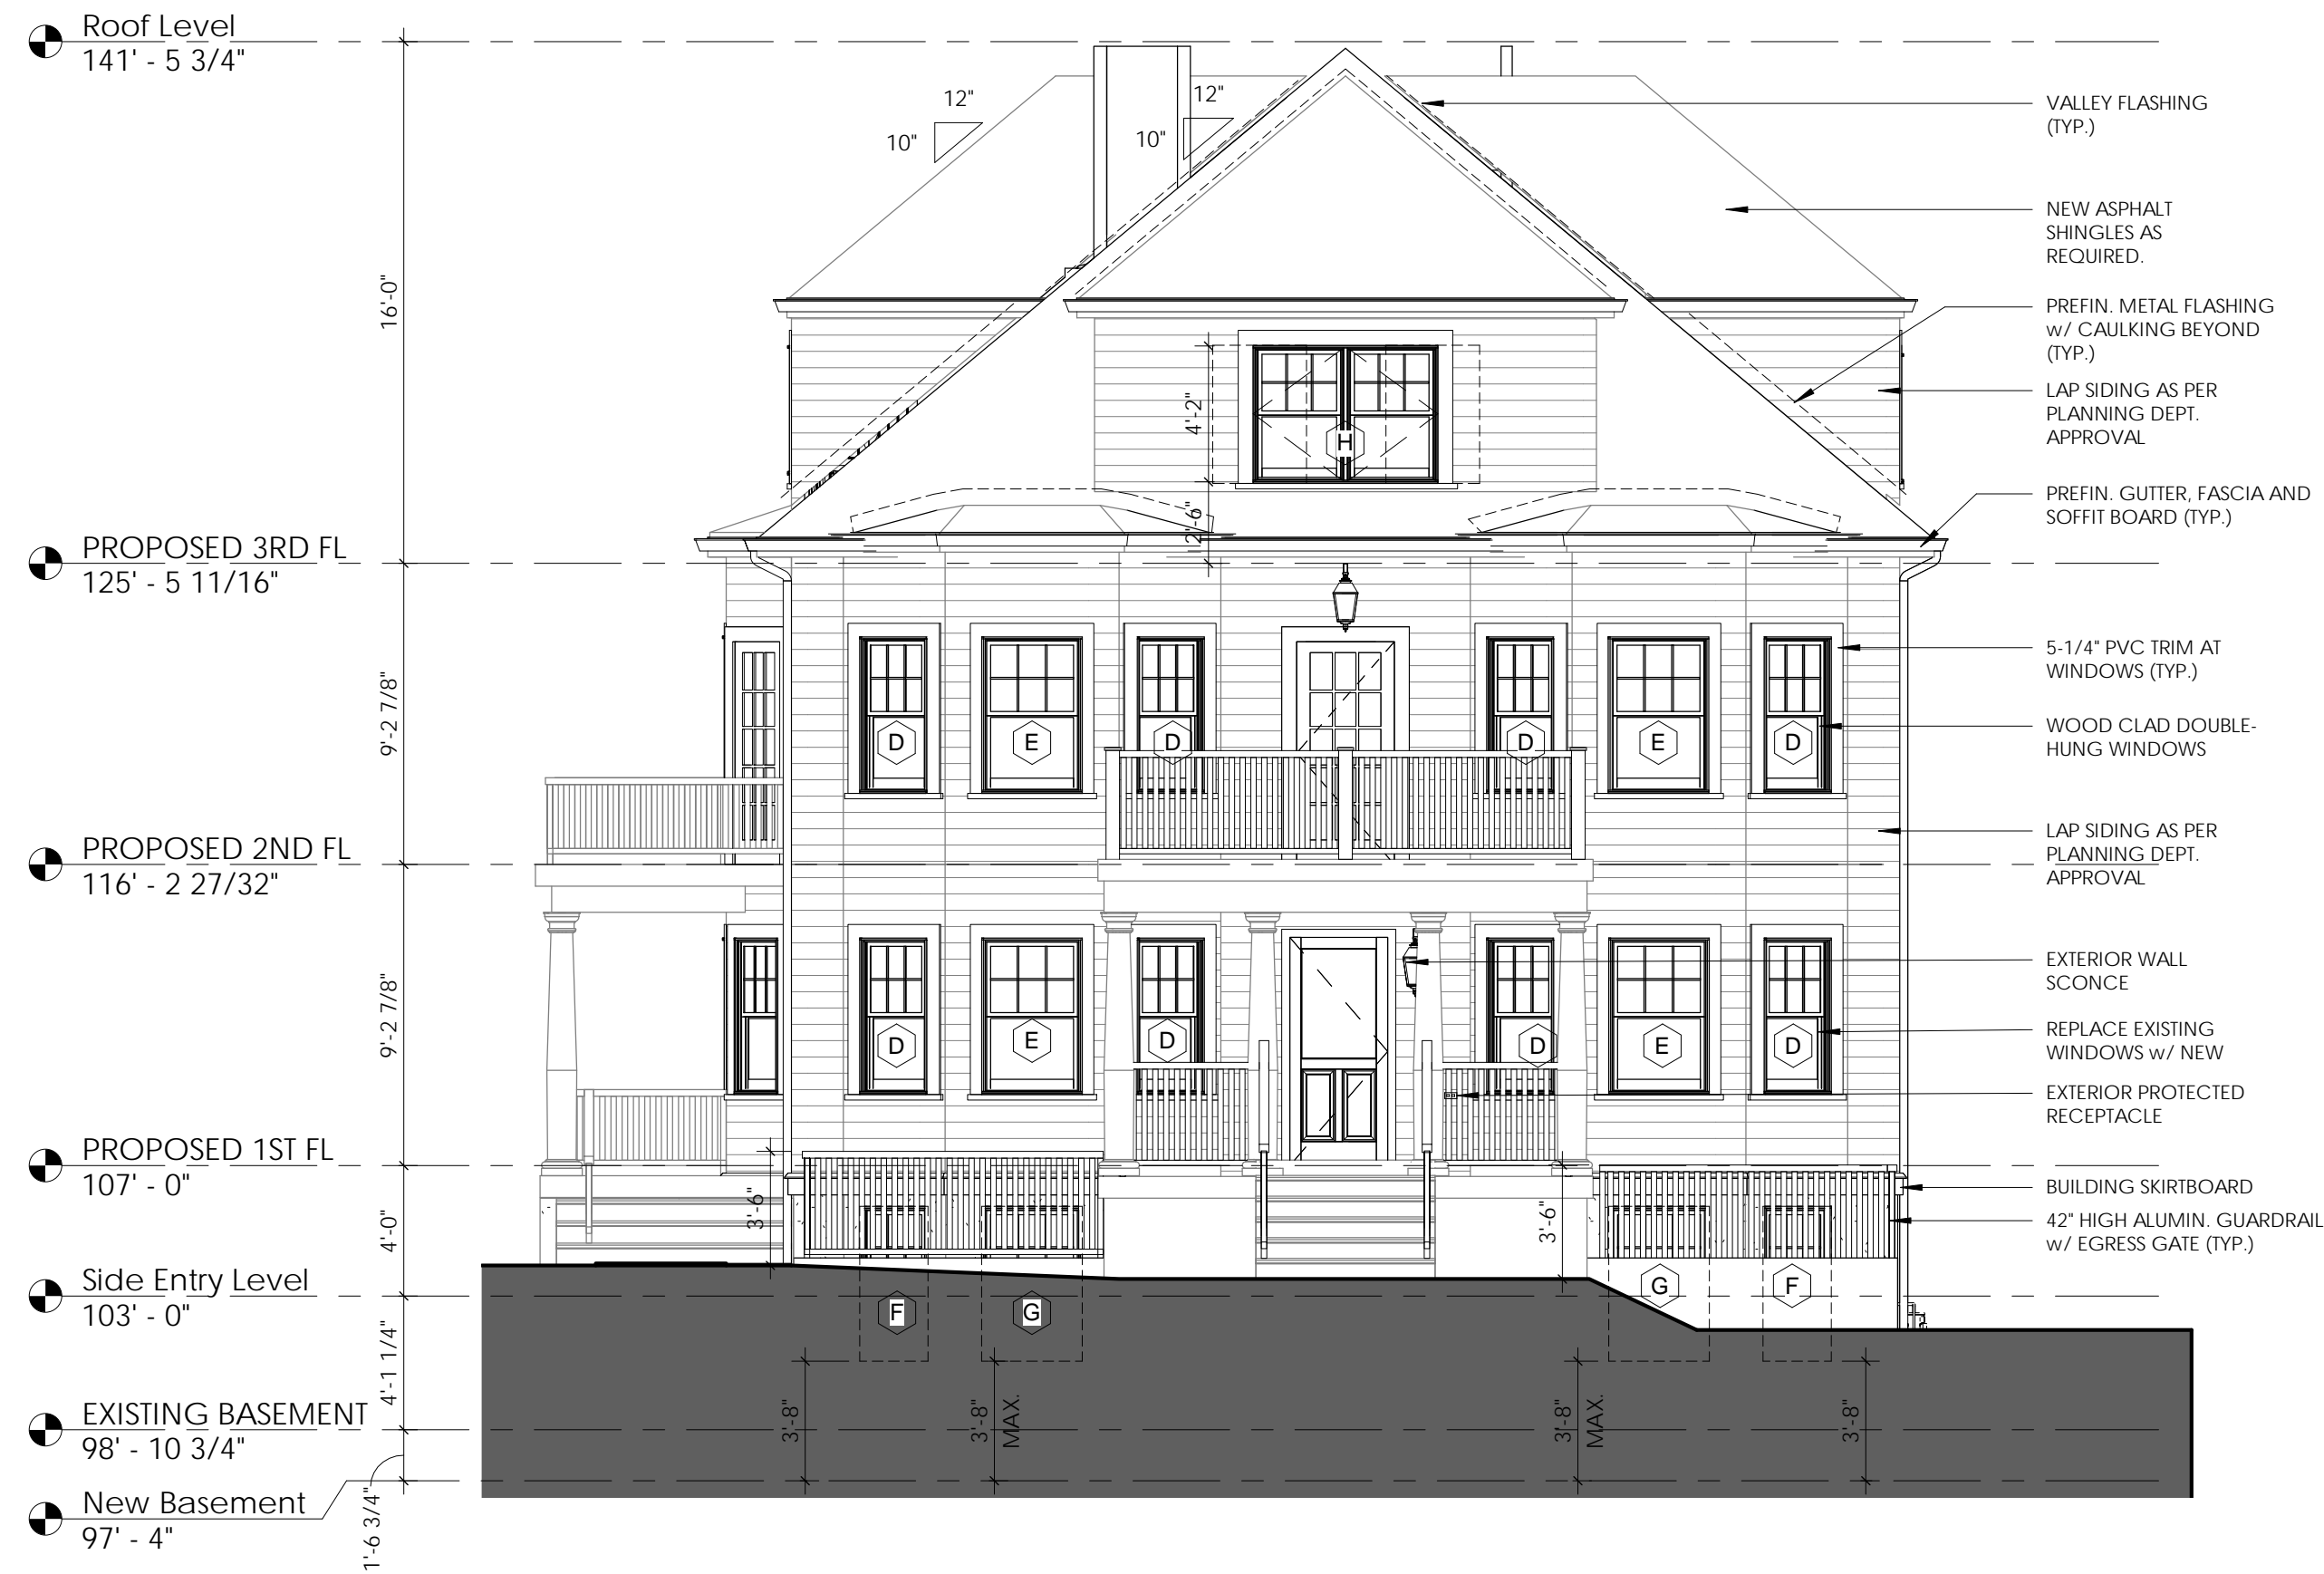 Roof Level
141' - 5 3/4"
16'-0"
PROPOSED 3RD FL
125' - 5 11/16"
9'-2 7/8"
PROPOSED 2ND FL
116' - 2 27/32"
9'-2 7/8"
PROPOSED 1ST FL
107' - 0"
4'-0"
Side Entry Level
103' - 0"
4'-1 1/4"
EXISTING BASEMENT
98' - 10 3/4"
New Basement
97' - 4"
1'-6 3/4"
12"
10"
12"
10"
4'-2"
H
2'-6"
D
E
D
D
E
D
D
E
D
D
E
D
3'-6"
3'-6"
F
G
G
F
3'-8"
3'-8"
MAX.
3'-8"
MAX.
3'-8"
VALLEY FLASHING
(TYP.)
NEW ASPHALT
SHINGLES AS
REQUIRED.
PREFIN. METAL FLASHING
w/ CAULKING BEYOND
(TYP.)
LAP SIDING AS PER
PLANNING DEPT.
APPROVAL
PREFIN. GUTTER, FASCIA AND
SOFFIT BOARD (TYP.)
5-1/4" PVC TRIM AT
WINDOWS (TYP.)
WOOD CLAD DOUBLE-
HUNG WINDOWS
LAP SIDING AS PER
PLANNING DEPT.
APPROVAL
EXTERIOR WALL
SCONCE
REPLACE EXISTING
WINDOWS w/ NEW
EXTERIOR PROTECTED
RECEPTACLE
BUILDING SKIRTBOARD
42" HIGH ALUMIN. GUARDRAIL
w/ EGRESS GATE (TYP.)